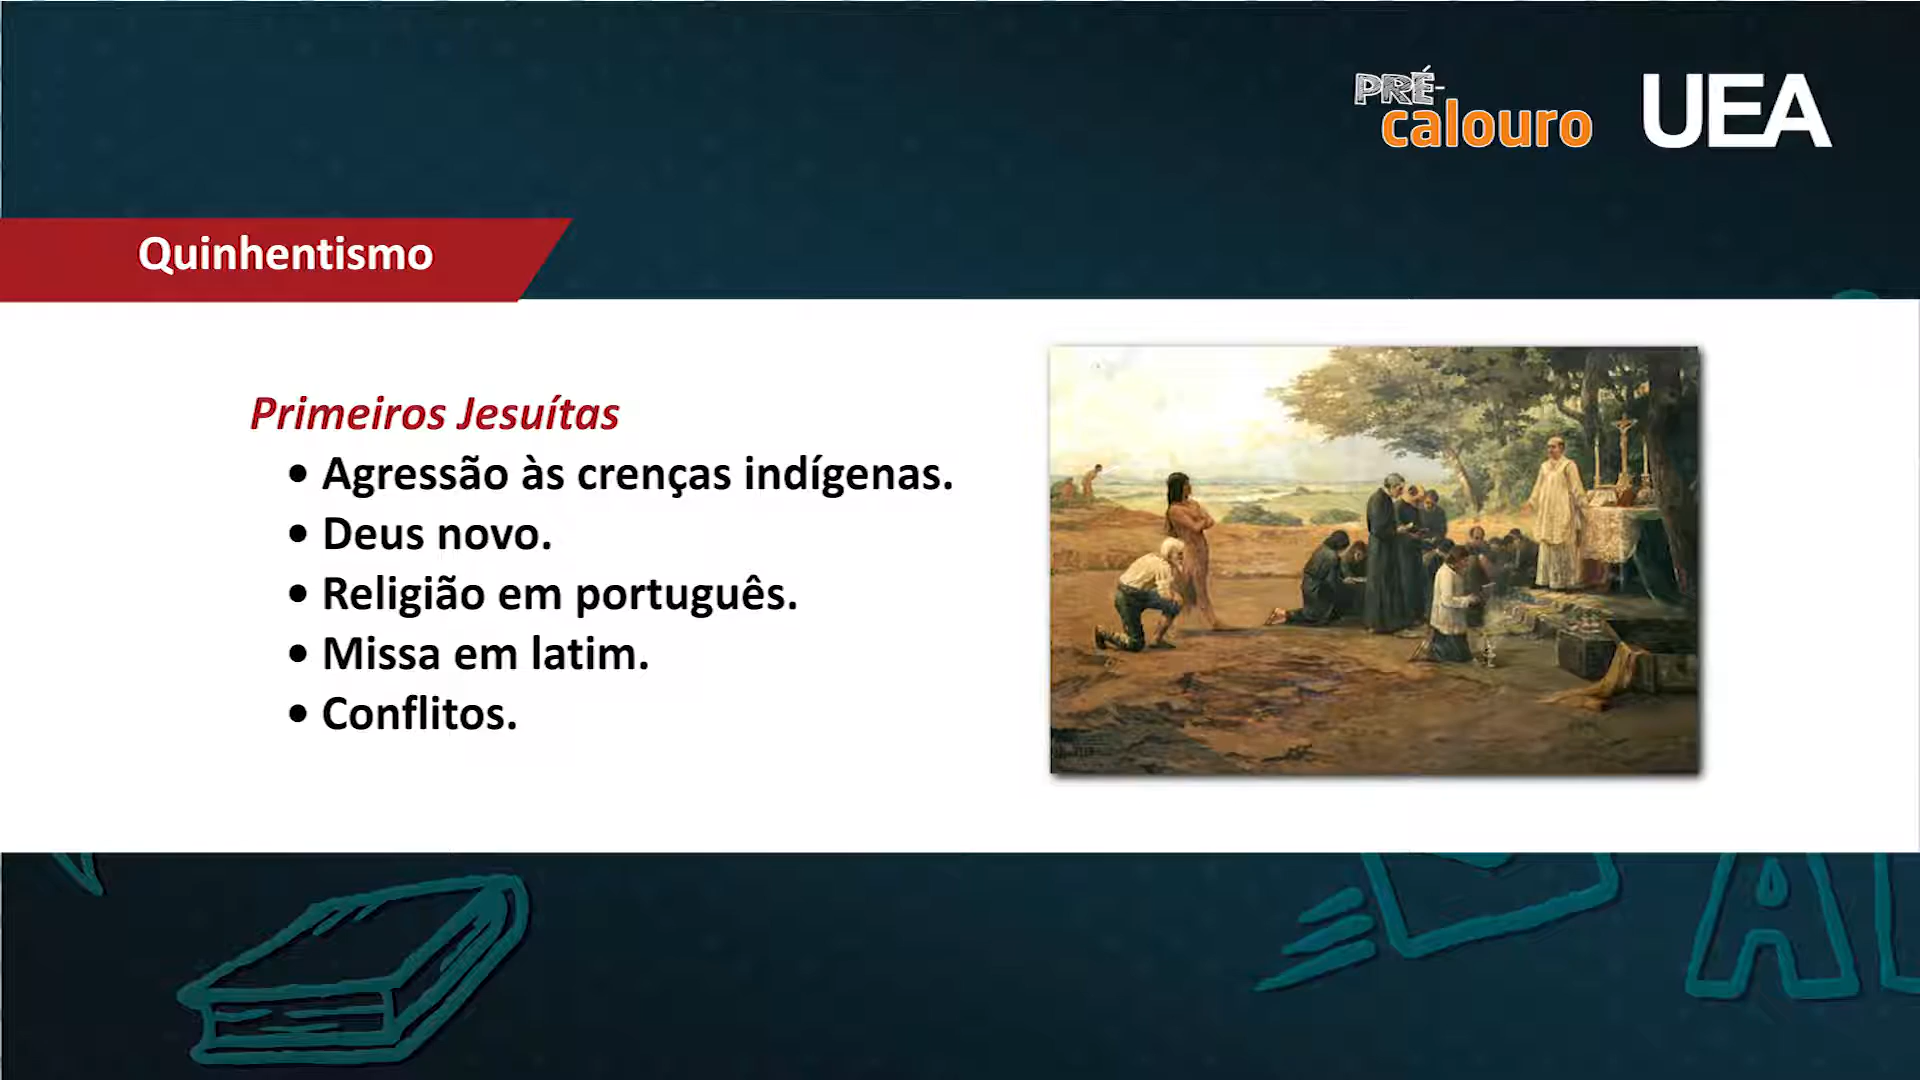 PRÉ-
calouro
UEA
Quinhentismo
Primeiros Jesuítas
• Agressão às crenças indígenas.
• Deus novo.
• Religião em português.
• Missa em latim.
• Conflitos.